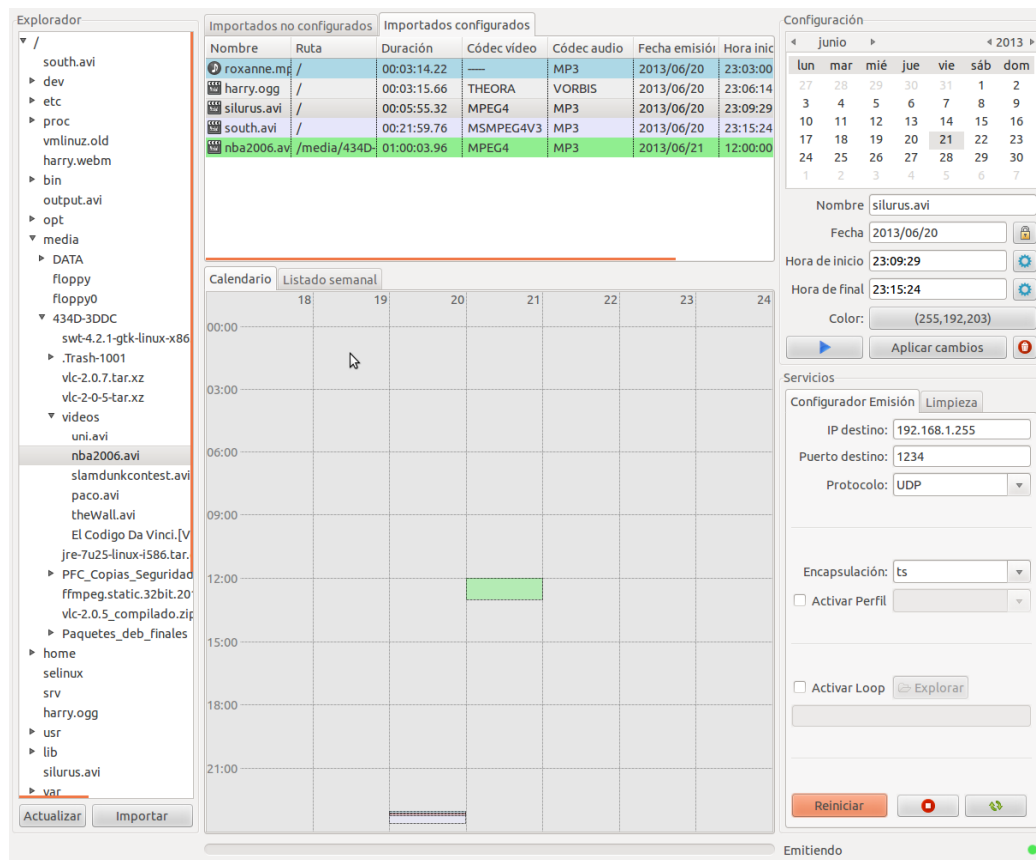 Explorador
/
south.avi
dev
etc
proc
vmlinuz.old
harry.webm
bin
output.avi
opt
media
DATA
floppy
floppy0
434D-3DDC
swt-4.2.1-gtk-linux-x86
.Trash-1001
vlc-2.0.7.tar.xz
vlc-2-0-5-tar.xz
videos
uni.avi
nba2006.avi
slamdunkcontest.avi
paco.avi
theWall.avi
El Codigo Da Vinci.[V
jre-7u25-linux-i586.tar.
PFC_Copias_Seguridad
ffmpeg.static.32bit.201
vlc-2.0.5_compilado.zip
Paquetes_deb_finales
home
selinux
srv
harry.ogg
usr
lib
silurus.avi
var
Actualizar Importar
Importados no configurados Importados configurados
Nombre Ruta Duración Códec vídeo Códec audio Fecha emisión Hora inic
roxanne.mp / 00:03:14.22 ---- MP3 2013/06/20 23:03:00
harry.ogg / 00:03:15.66 THEORA VORBIS 2013/06/20 23:06:14
silurus.avi / 00:05:55.32 MPEG4 MP3 2013/06/20 23:09:29
south.avi / 00:21:59.76 MSMPEG4V3 MP3 2013/06/20 23:15:24
nba2006.av /media/434D- 01:00:03.96 MPEG4 MP3 2013/06/21 12:00:00
Calendario Listado semanal
18 19 20 21 22 23 24
00:00
03:00
06:00
09:00
12:00
15:00
18:00
21:00
Configuración
junio 2013
lun mar mié jue vie sáb dom
27 28 29 30 31 1 2
3 4 5 6 7 8 9
10 11 12 13 14 15 16
17 18 19 20 21 22 23
24 25 26 27 28 29 30
1 2 3 4 5 6 7
Nombre silurus.avi
Fecha 2013/06/20
Hora de inicio 23:09:29
Hora de final 23:15:24
Color: (255,192,203)
Aplicar cambios
Servicios
Configurador Emisión Limpieza
IP destino: 192.168.1.255
Puerto destino: 1234
Protocolo: UDP
Encapsulación: ts
Activar Perfil
Activar Loop Explorar
Reiniciar
Emitiendo